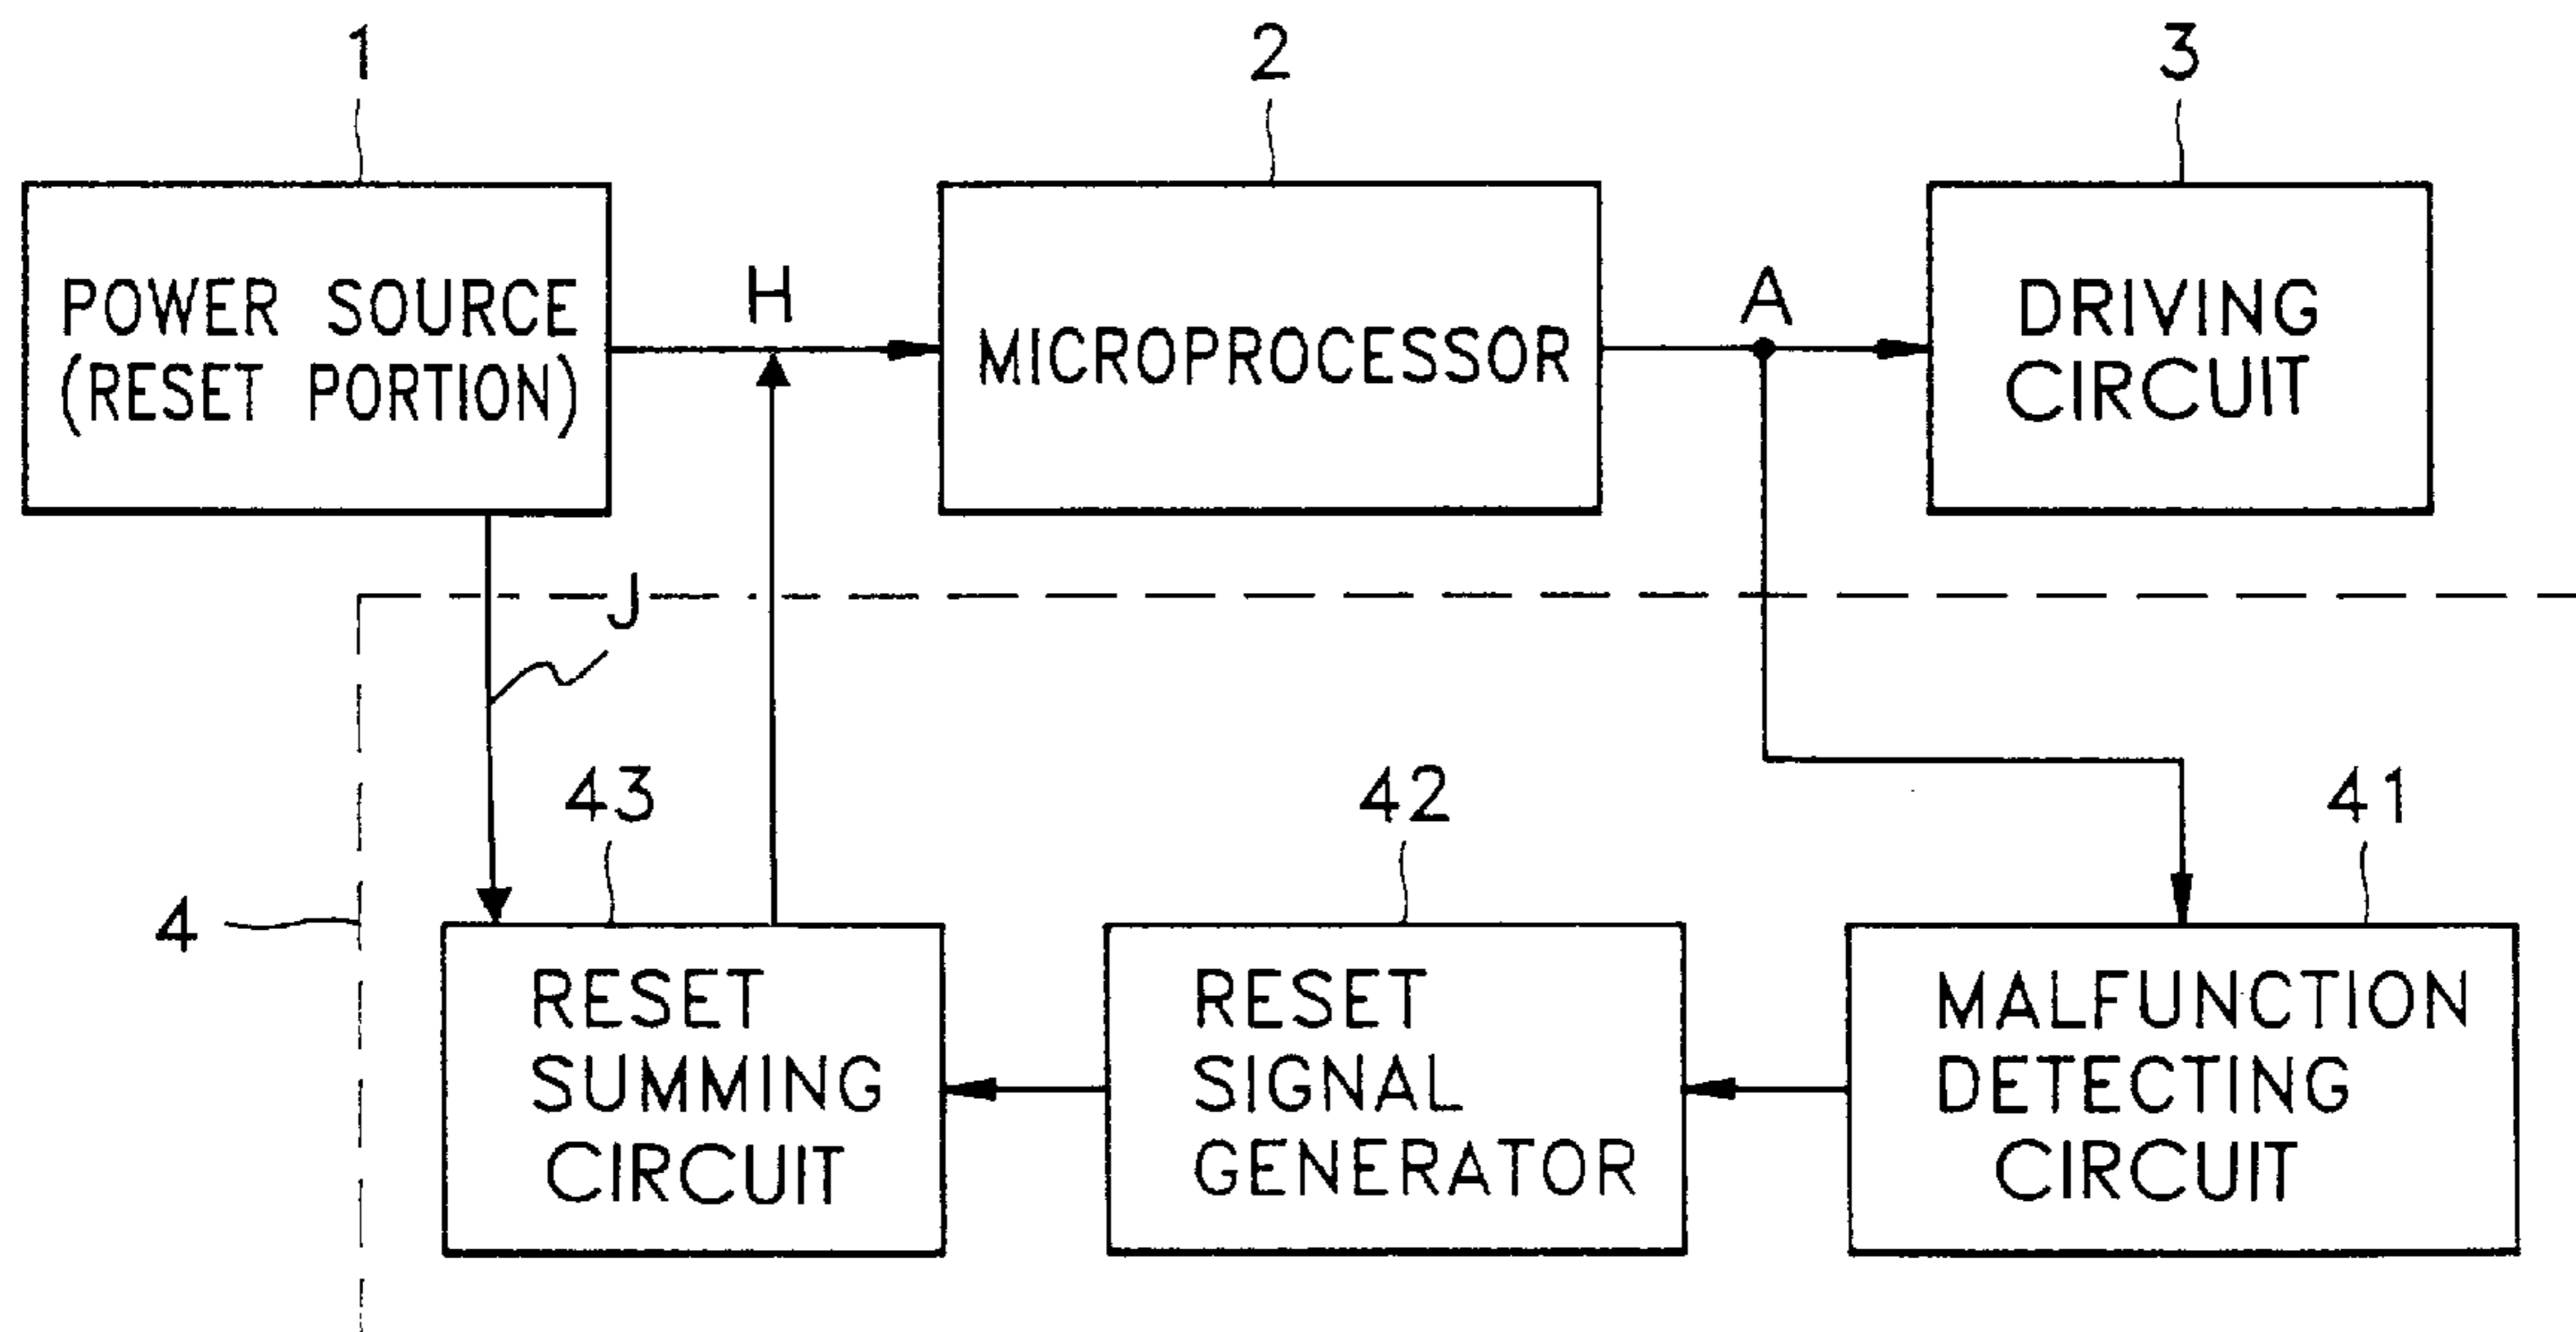 1
2
3
POWER SOURCE
(RESET PORTION)
H
MICROPROCESSOR
A
DRIVING
CIRCUIT
J
4
43
42
41
RESET
SUMMING
CIRCUIT
RESET
SIGNAL
GENERATOR
MALFUNCTION
DETECTING
CIRCUIT